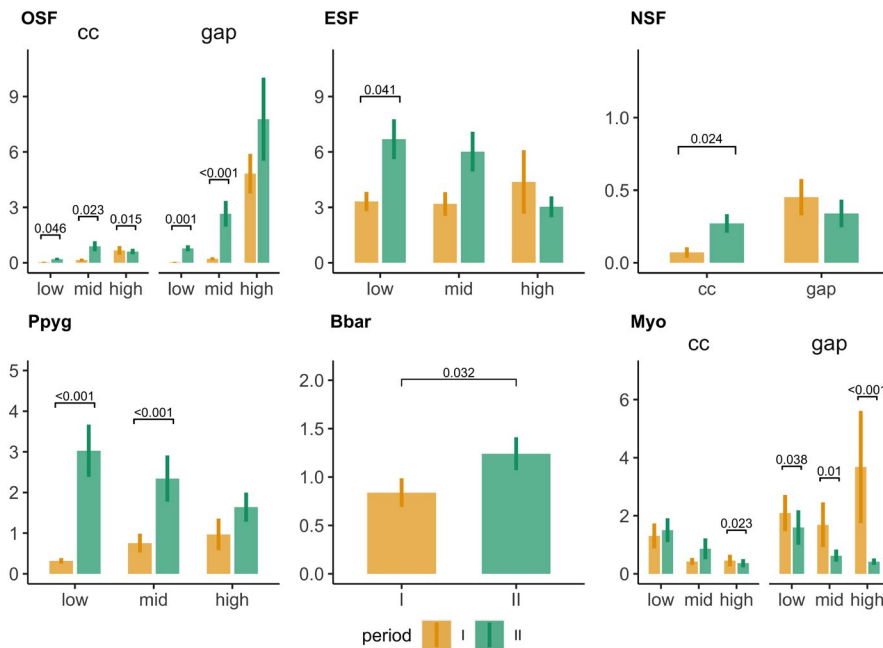 OSF
ESF
NSF
cc gap
9
6
3
0
0.046
0.023
0.015
0.001
<0.001
low mid high low mid high
9
6
3
0
0.041
low mid high
1.0
0.5
0.0
0.024
cc gap
Ppyg
Bbar
Myo
5
4
3
2
1
0
<0.001
<0.001
low mid high
2.0
1.5
1.0
0.5
0.0
0.032
I II
cc gap
6
4
2
0
0.023
0.038
0.01
<0.001
low mid high low mid high
period I II